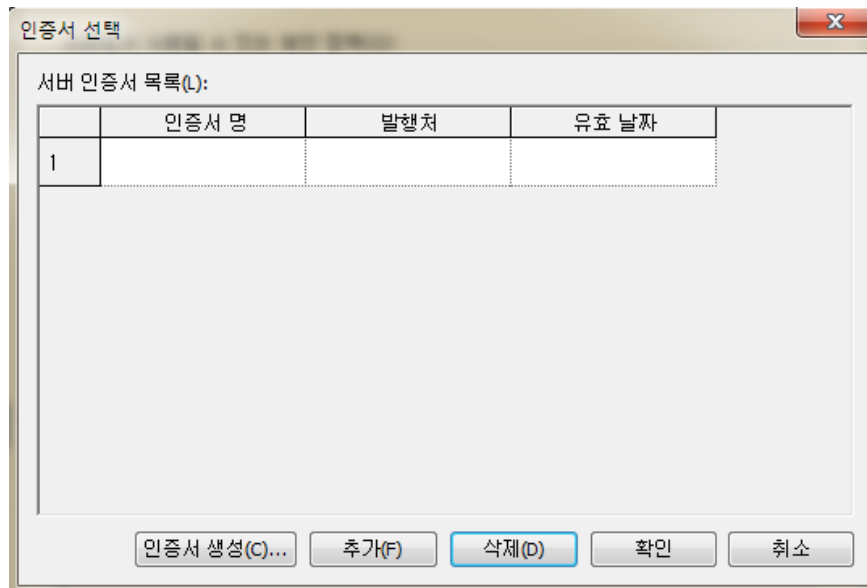 인증서 선택
서버 인증서 목록(L):
인증서 명 발행처 유효 날짜
1
인증서 생성(C)... 추가(F) 삭제(D) 확인 취소